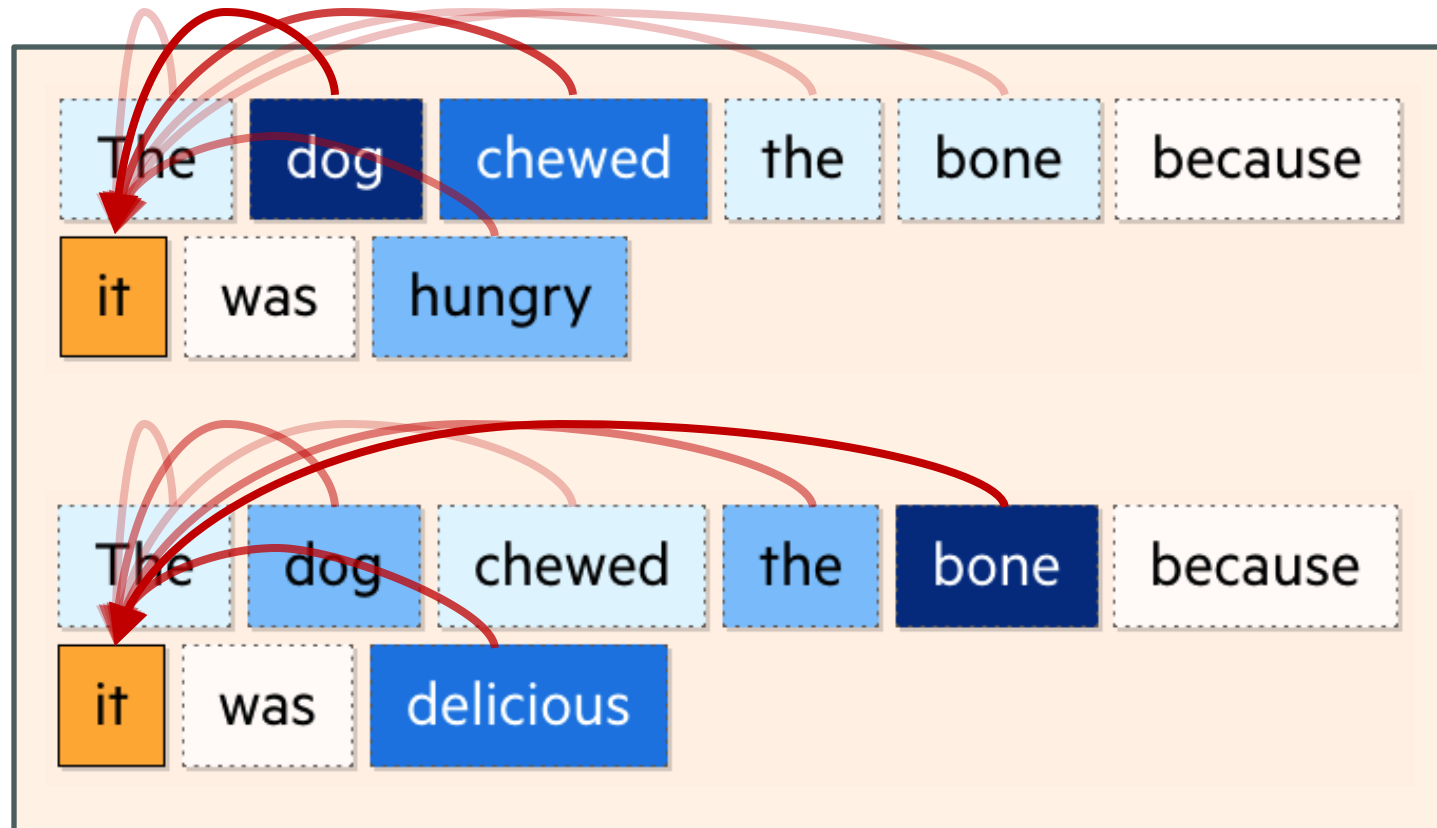 The dog chewed the bone because
it was hungry
The dog chewed the bone because
it was delicious